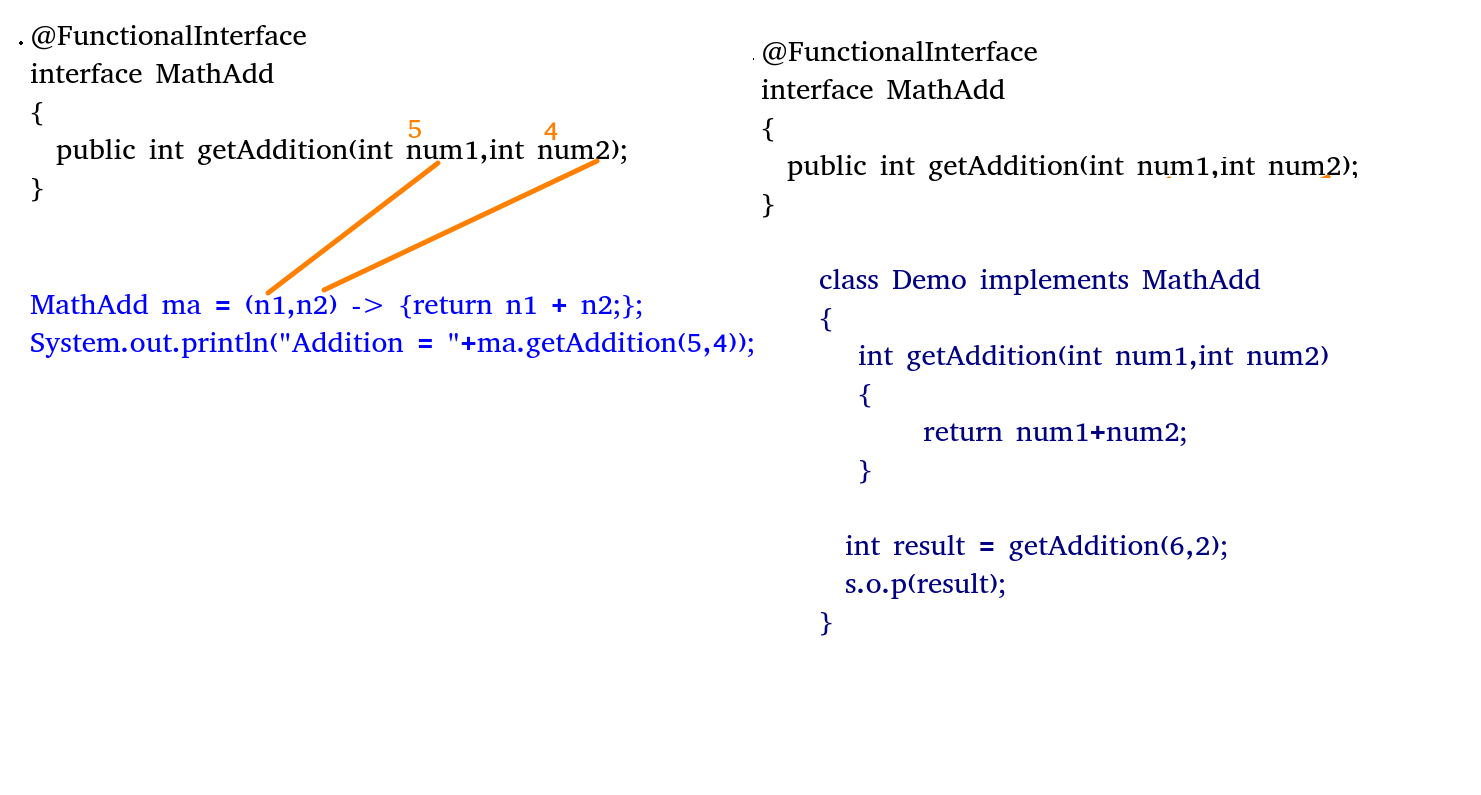 @FunctionalInterface
interface MathAdd
{
5 4
public int getAddition(int num1,int num2);
}
MathAdd ma = (n1,n2) -> {return n1 + n2;};
System.out.println("Addition = "+ma.getAddition(5,4));
@FunctionalInterface
interface MathAdd
{
public int getAddition(int num1,int num2);
}
class Demo implements MathAdd
{
int getAddition(int num1,int num2)
{
return num1+num2;
}
int result = getAddition(6,2);
s.o.p(result);
}